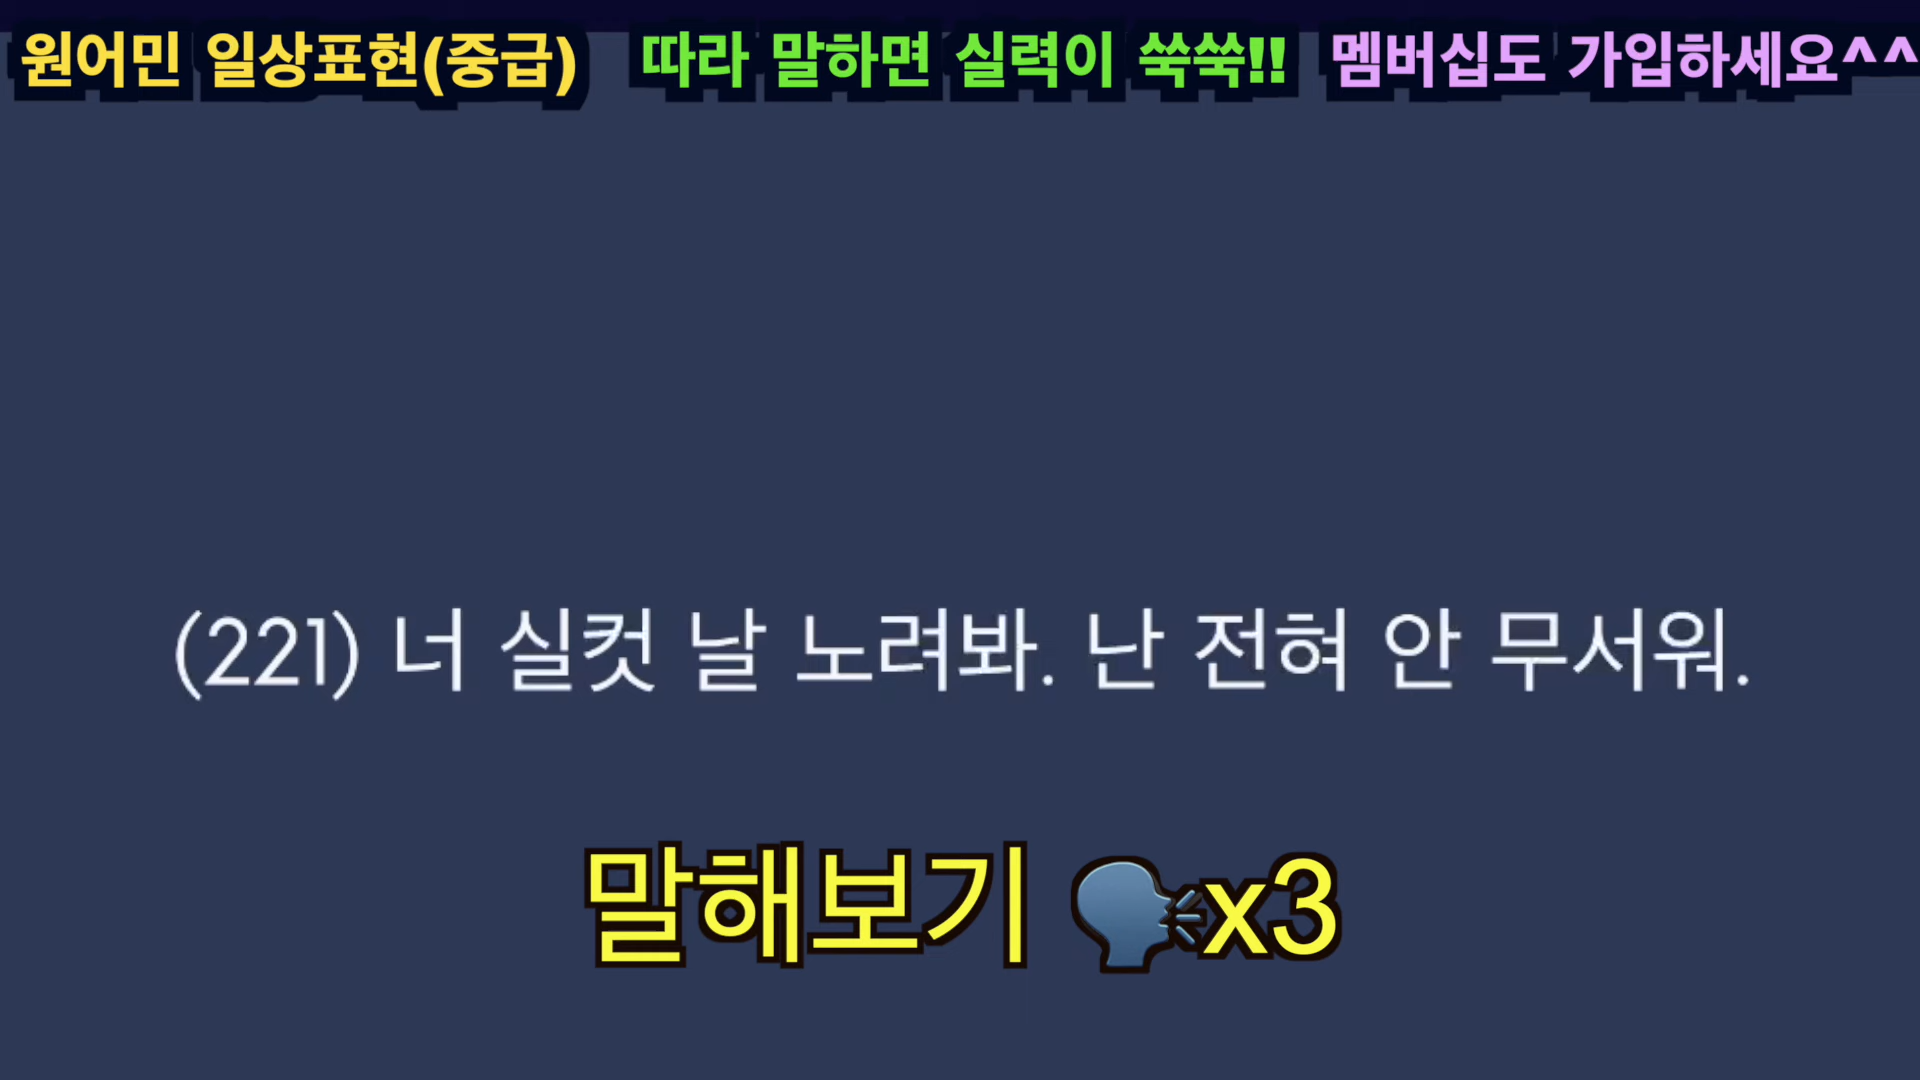 원어민 일상표현(중급) 따라 말하면 실력이 쑥쑥!! 멤버십도 가입하세요^^
(221) 너 실컷 날 노려봐. 난 전혀 안 무서워.
말해보기 🗣x3